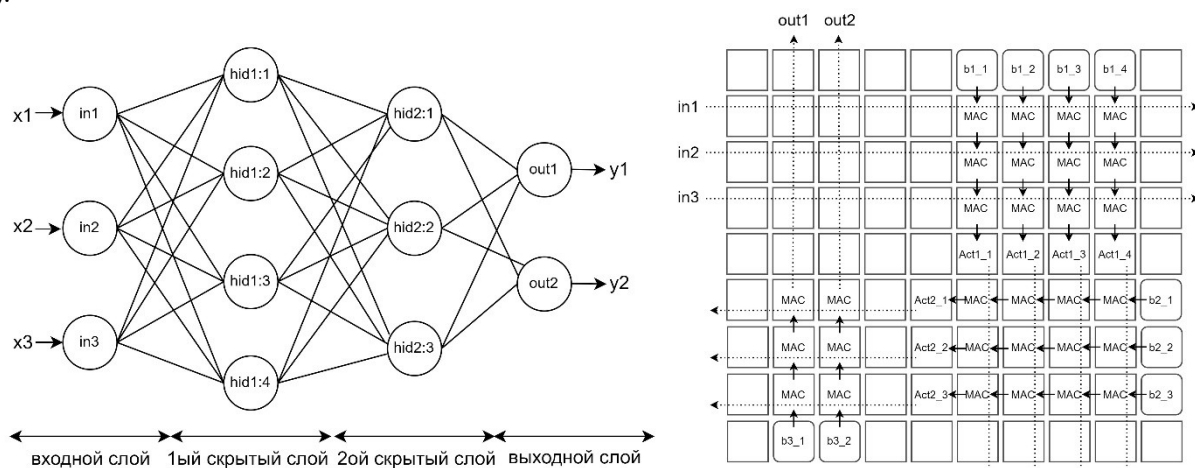 x1
x2
x3
in1
in2
in3
hid1:1
hid1:2
hid1:3
hid1:4
hid2:1
hid2:2
hid2:3
out1
out2
y1
y2
входной слой
1ый скрытый слой
2ой скрытый слой
выходной слой
out1 out2
b1_1 b1_2 b1_3 b1_4
in1 MAC MAC MAC MAC
in2 MAC MAC MAC MAC
in3 MAC MAC MAC MAC
Act1_1 Act1_2 Act1_3 Act1_4
MAC MAC Act2_1 MAC MAC MAC MAC b2_1
MAC MAC Act2_2 MAC MAC MAC MAC b2_2
MAC MAC Act2_3 MAC MAC MAC MAC b2_3
b3_1 b3_2